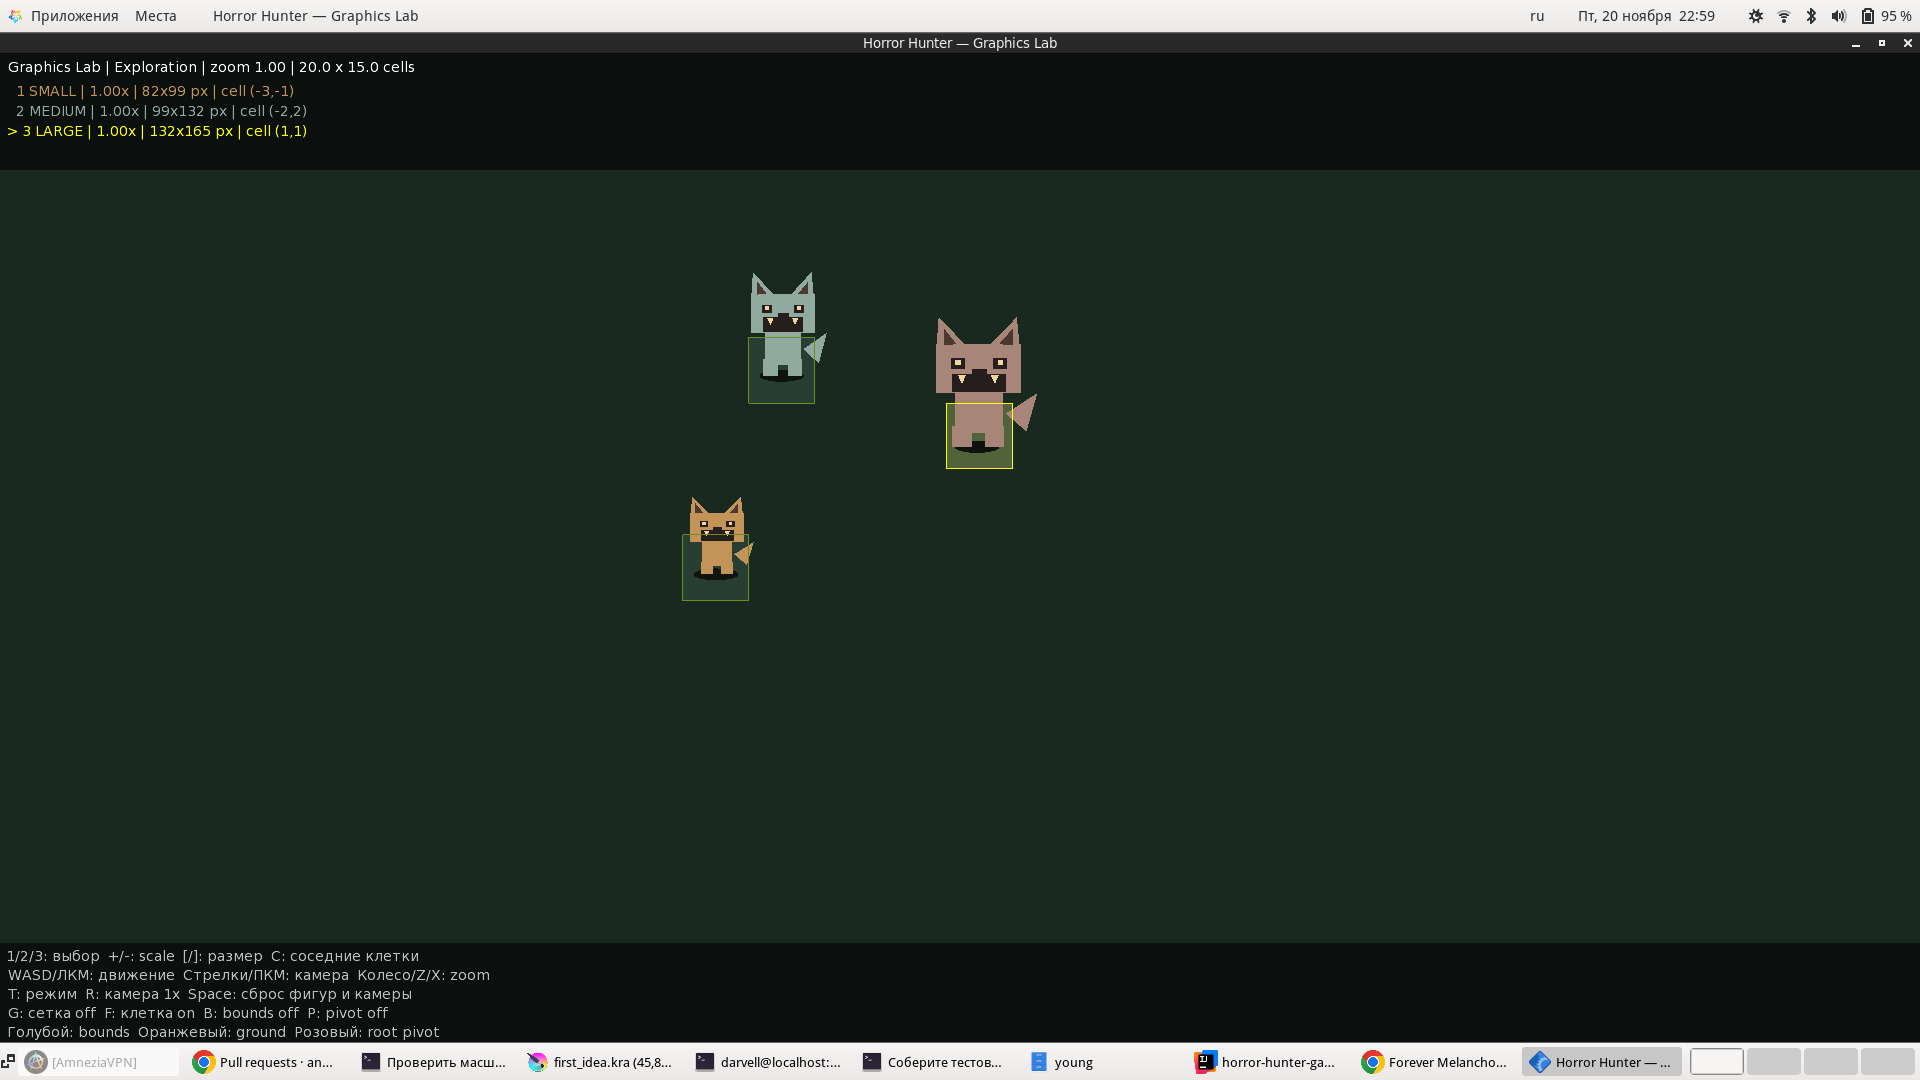 Приложения Места Horror Hunter — Graphics Lab ru Пт, 20 ноября 22:59 95 %
Horror Hunter — Graphics Lab
Graphics Lab | Exploration | zoom 1.00 | 20.0 x 15.0 cells
1 SMALL | 1.00x | 82x99 px | cell (-3,-1)
2 MEDIUM | 1.00x | 99x132 px | cell (-2,2)
> 3 LARGE | 1.00x | 132x165 px | cell (1,1)
1/2/3: выбор +/-: scale [/]: размер C: соседние клетки
WASD/ЛКМ: движение Стрелки/ПКМ: камера Колесо/Z/X: zoom
T: режим R: камера 1x Space: сброс фигур и камеры
G: сетка off F: клетка on B: bounds off P: pivot off
Голубой: bounds Оранжевый: ground Розовый: root pivot
[AmneziaVPN] Pull requests · an... Проверить масш... first_idea.kra (45,8... darvell@localhost:... Соберите тестов... young horror-hunter-ga... Forever Melancho... Horror Hunter — ...